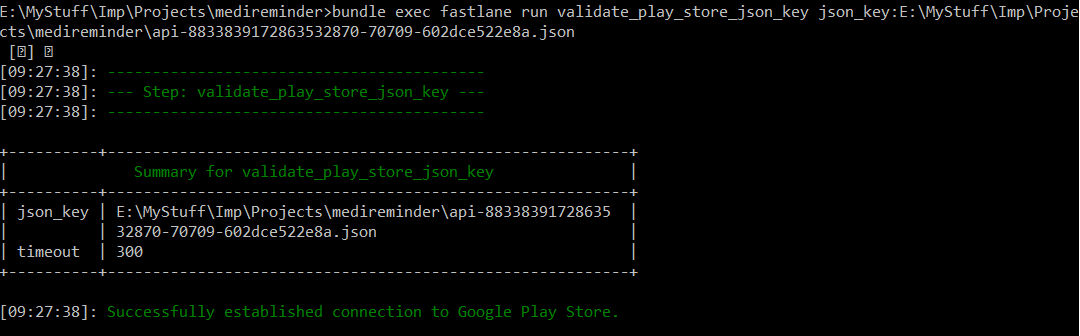 E:\MyStuff\Imp\Projects\medireminder>bundle exec fastlane run validate_play_store_json_key json_key:E:\MyStuff\Imp\Proje
cts\medireminder\api-8833839172863532870-70709-602dce522e8a.json
[⍰] ⍰
[09:27:38]: ------------------------------------------
[09:27:38]: --- Step: validate_play_store_json_key ---
[09:27:38]: ------------------------------------------
+----------+----------------------------------------------------------+
|              Summary for validate_play_store_json_key               |
+----------+----------------------------------------------------------+
| json_key | E:\MyStuff\Imp\Projects\medireminder\api-88338391728635  |
|          | 32870-70709-602dce522e8a.json                            |
| timeout  | 300                                                      |
+----------+----------------------------------------------------------+
[09:27:38]: Successfully established connection to Google Play Store.